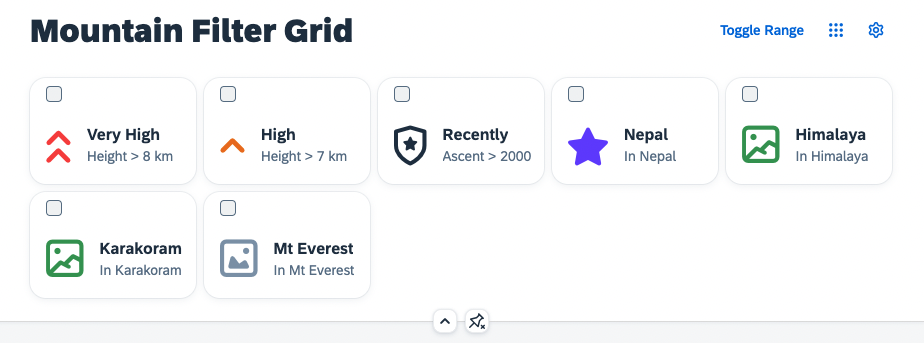 Mountain Filter Grid
Toggle Range
Very High
Height > 8 km
High
Height > 7 km
Recently
Ascent > 2000
Nepal
In Nepal
Himalaya
In Himalaya
Karakoram
In Karakoram
Mt Everest
In Mt Everest